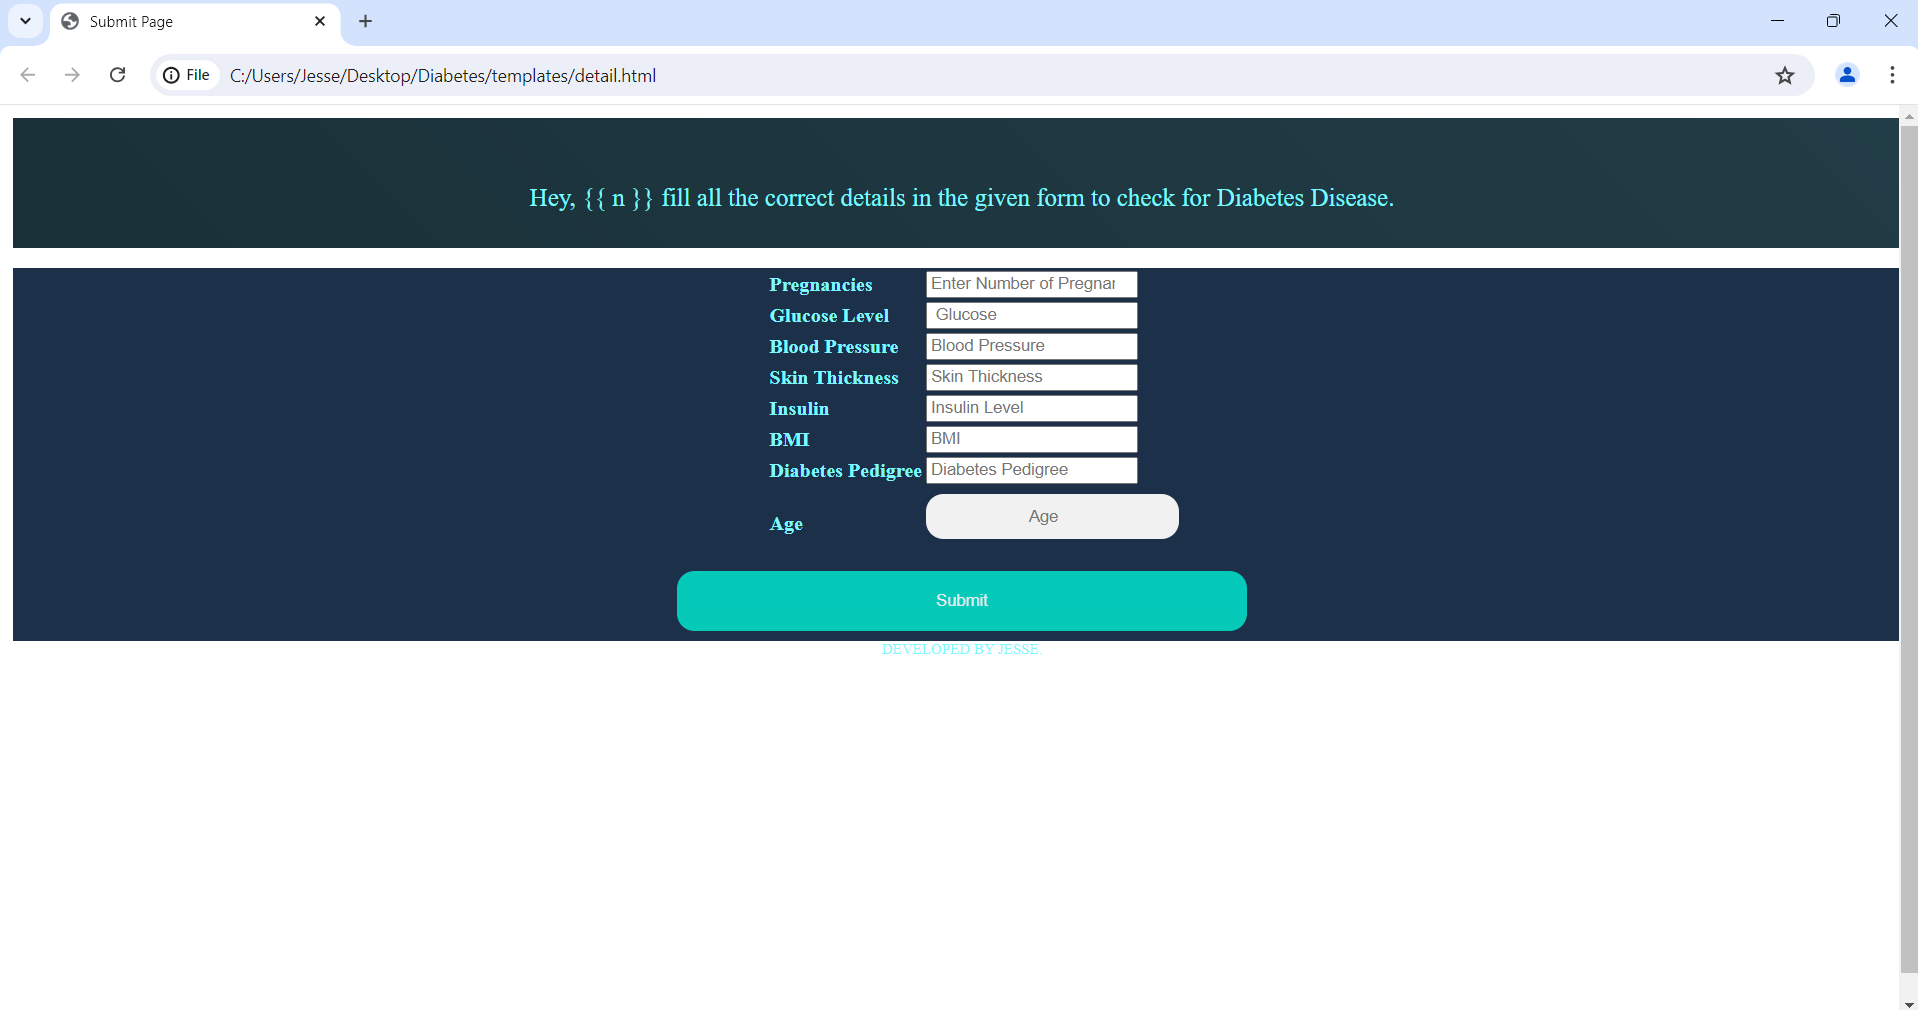 Submit Page
File
C:/Users/Jesse/Desktop/Diabetes/templates/detail.html
Hey, {{ n }} fill all the correct details in the given form to check for Diabetes Disease.
Pregnancies Enter Number of Pregnar
Glucose Level Glucose
Blood Pressure Blood Pressure
Skin Thickness Skin Thickness
Insulin Insulin Level
BMI BMI
Diabetes Pedigree Diabetes Pedigree
Age Age
Submit
DEVELOPED BY JESSE.